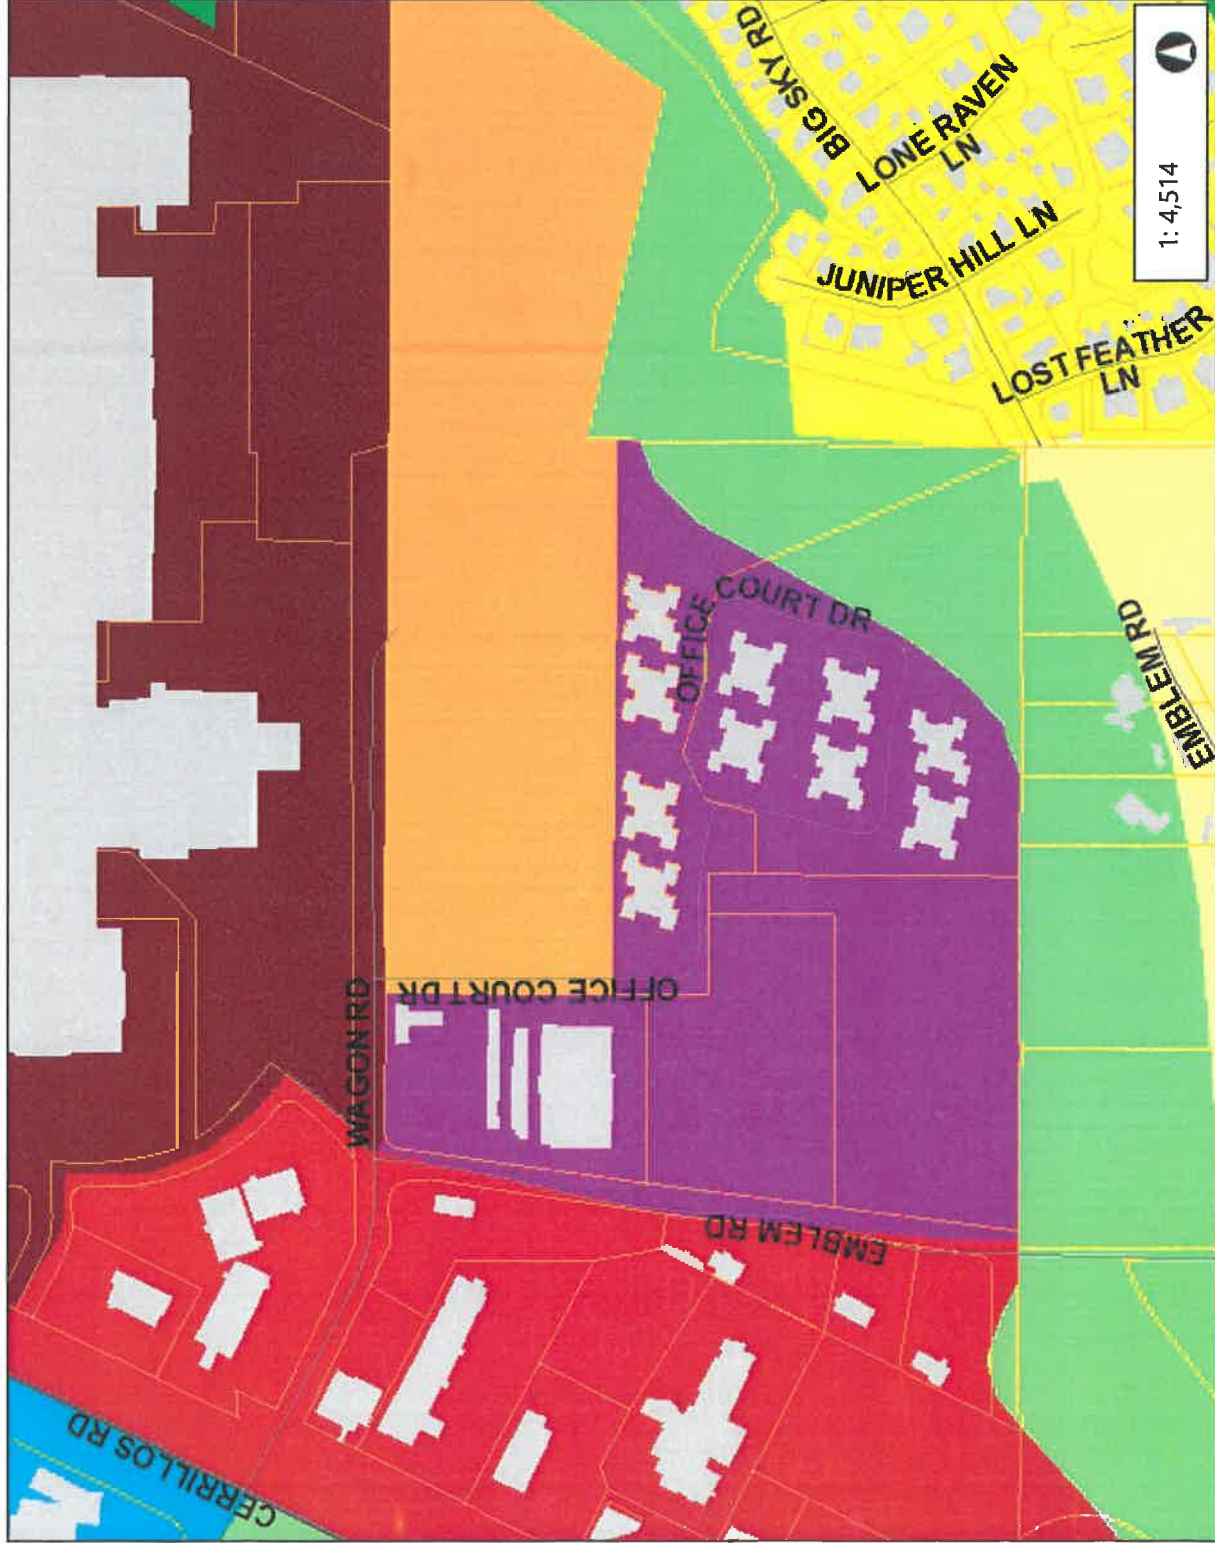 BIG SKY RD
LONE RAVEN
LN
JUNIPER HILL LN
LOST FEATHER
LN
1: 4,514
OFFICE
COURT DR
EMBLEM RD
EMBLEM
WAGON RD
OFFICE COURT DR
EMBLEM RD
CERRILLOS RD